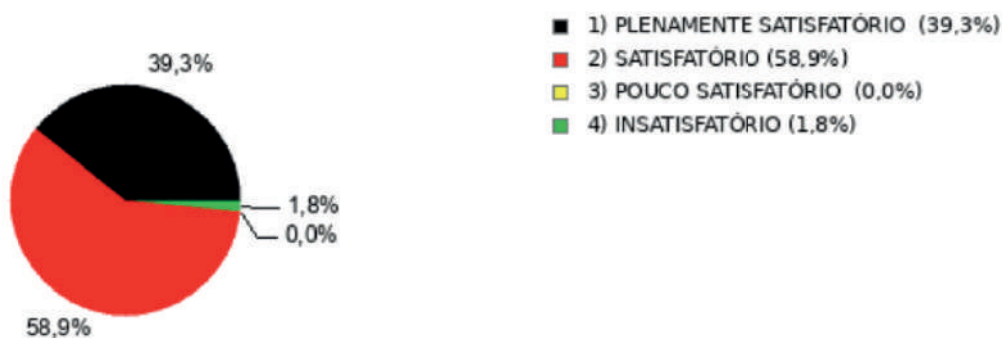 39,3%
1,8%
0,0%
58,9%
1) PLENAMENTE SATISFATÓRIO (39,3%)
2) SATISFATÓRIO (58,9%)
3) POUCO SATISFATÓRIO (0,0%)
4) INSATISFATÓRIO (1,8%)